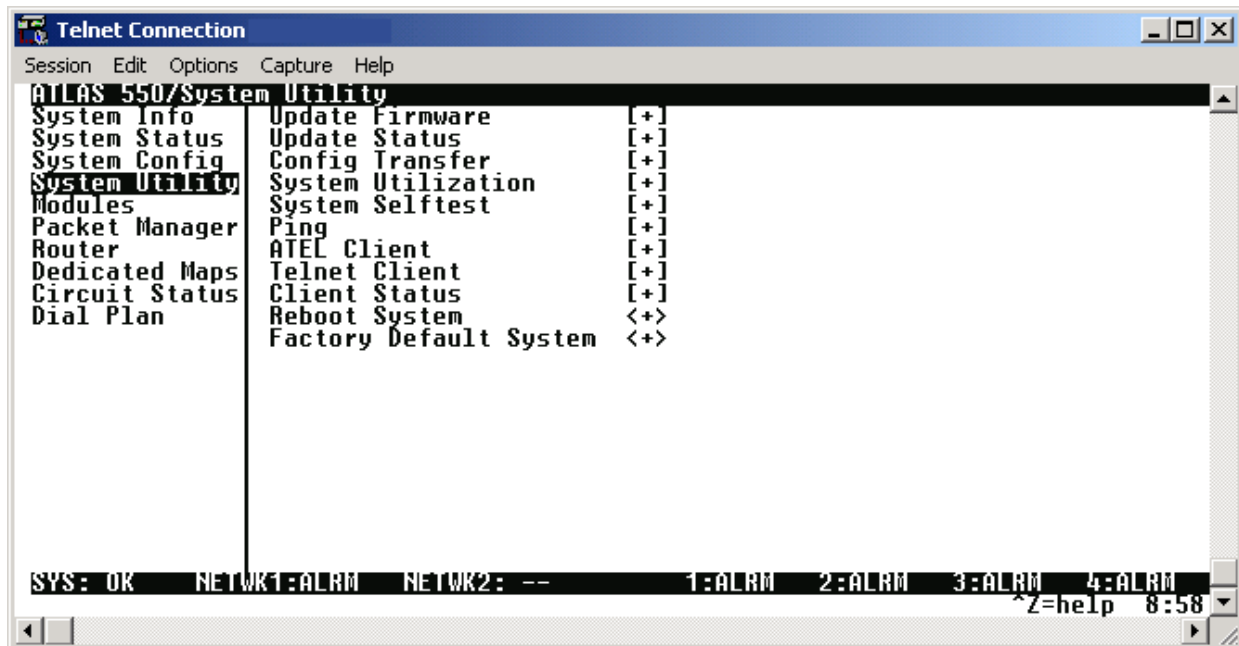 Telnet Connection
Session Edit Options Capture Help
ATLAS 550/System Utility
System Info
System Status
System Config
System Utility
Modules
Packet Manager
Router
Dedicated Maps
Circuit Status
Dial Plan
Update Firmware [+]
Update Status [+]
Config Transfer [+]
System Utilization [+]
System Selftest [+]
Ping [+]
ATEL Client [+]
Telnet Client [+]
Client Status [+]
Reboot System <+>
Factory Default System <+>
SYS: OK NETWK1:ALRM NETWK2: -- 1:ALRM 2:ALRM 3:ALRM 4:ALRM
^Z=help 8:58